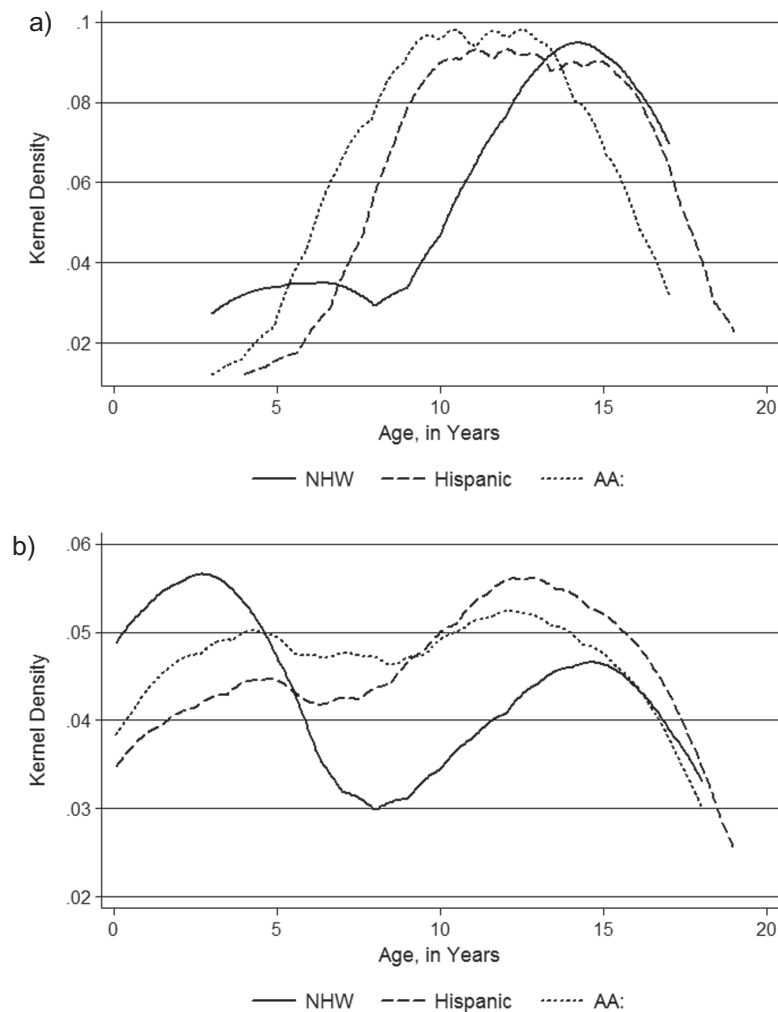 a)
.1
.08
.06
.04
.02
Kernel Density
0 5 10 15 20
Age, in Years
NHW Hispanic AA:
b)
.06
.05
.04
.03
.02
Kernel Density
0 5 10 15 20
Age, in Years
NHW Hispanic AA: